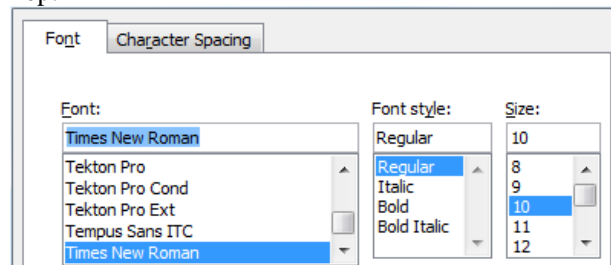 Font Character Spacing
Font: Font style: Size:
Times New Roman Regular 10
Tekton Pro Regular 8
Tekton Pro Cond Italic 9
Tekton Pro Ext Bold 10
Tempus Sans ITC Bold Italic 11
Times New Roman 12